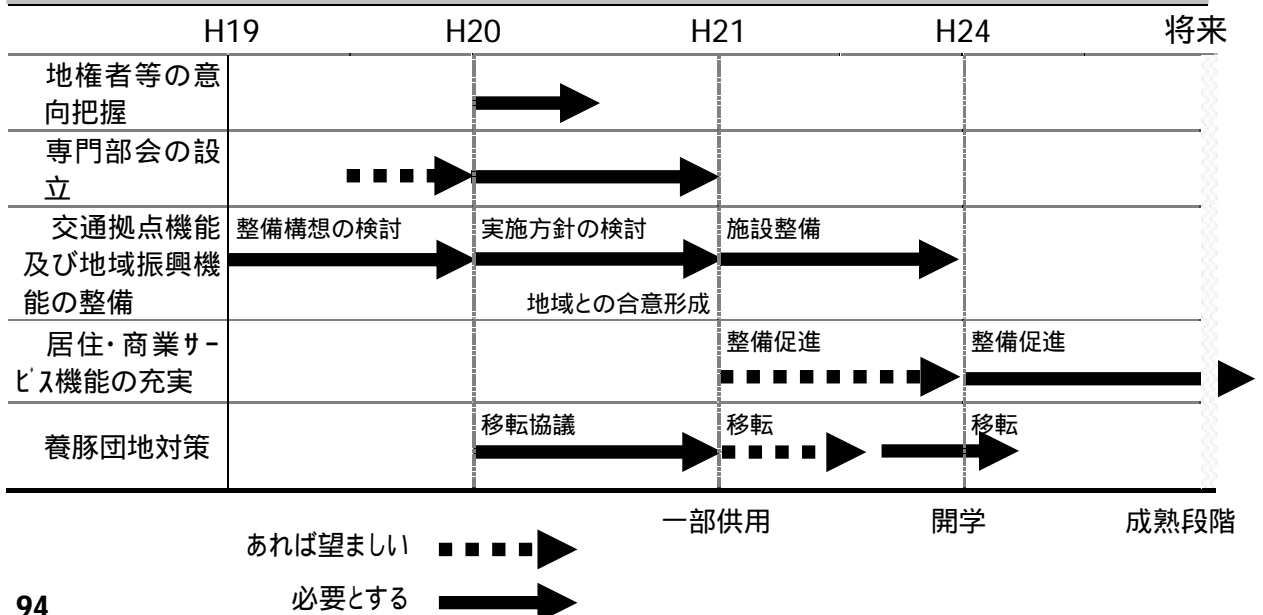 H19 H20 H21 H24 将来
地権者等の意
向把握
専門部会の設
立
交通拠点機能
及び地域振興機
能の整備
整備構想の検討 実施方針の検討 施設整備
地域との合意形成
居住・商業ｻｰ
ﾋﾞｽ機能の充実
整備促進 整備促進
養豚団地対策
移転協議 移転 移転
一部供用 開学 成熟段階
あれば望ましい
必要とする
94